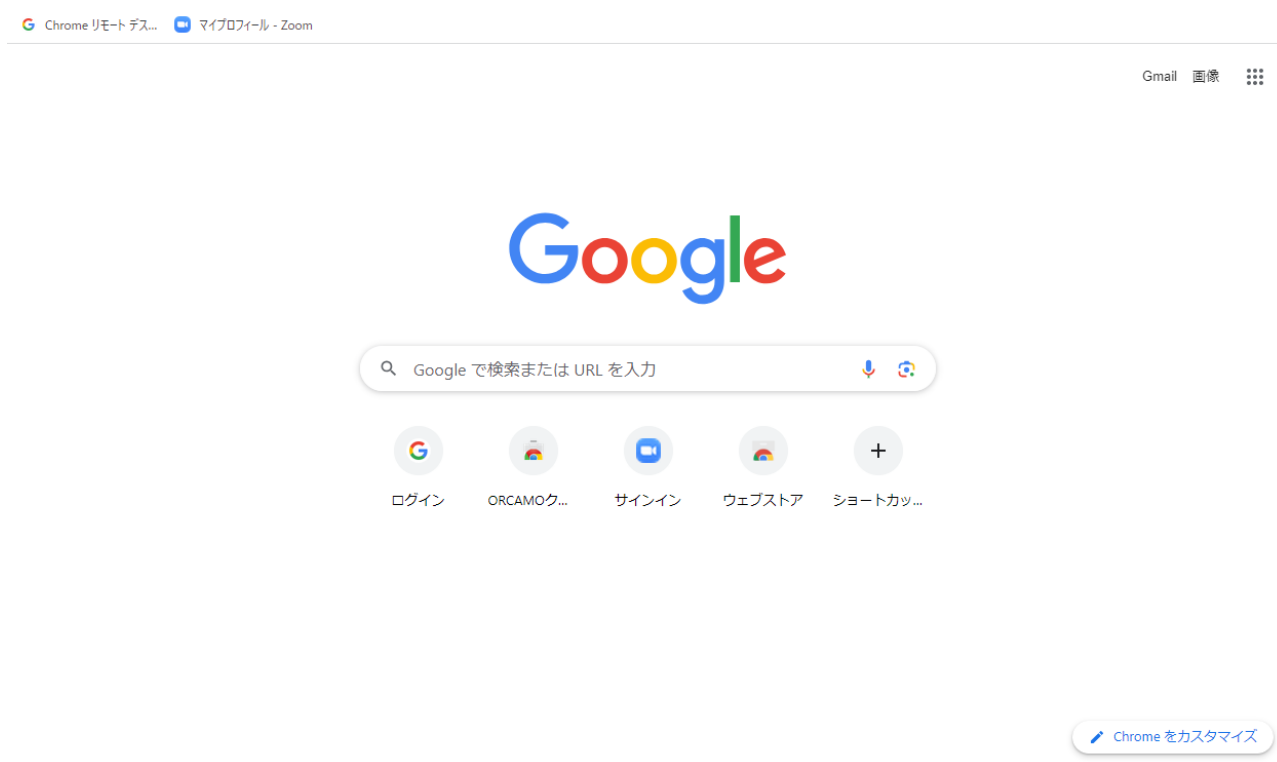 Chrome リモート デス... マイプロフィール - Zoom
Gmail 画像
Google
Google で検索または URL を入力
ログイン ORCAMOク... サインイン ウェブストア ショートカッ...
Chrome をカスタマイズ